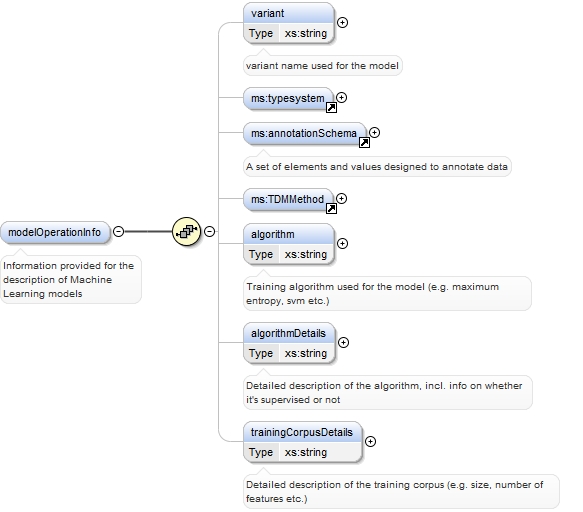 variant
Type xs:string
variant name used for the model
ms:typesystem
ms:annotationSchema
A set of elements and values designed to annotate data
ms:TDMMethod
modelOperationInfo
Information provided for the
description of Machine
Learning models
algorithm
Type xs:string
Training algorithm used for the model (e.g. maximum
entropy, svm etc.)
algorithmDetails
Type xs:string
Detailed description of the algorithm, incl. info on whether
it's supervised or not
trainingCorpusDetails
Type xs:string
Detailed description of the training corpus (e.g. size, number of
features etc.)